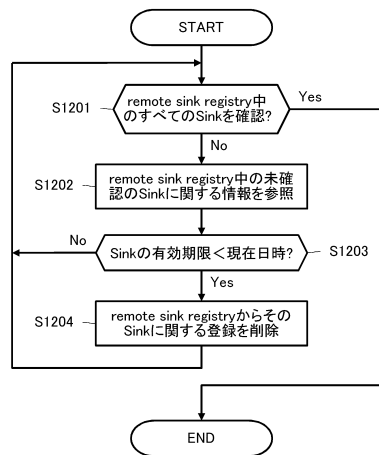 START
S1201
remote sink registry中
のすべてのSinkを確認?
Yes
No
S1202
remote sink registry中の未確
認のSinkに関する情報を参照
No
Sinkの有効期限<現在日時?
S1203
Yes
S1204
remote sink registryからその
Sinkに関する登録を削除
END